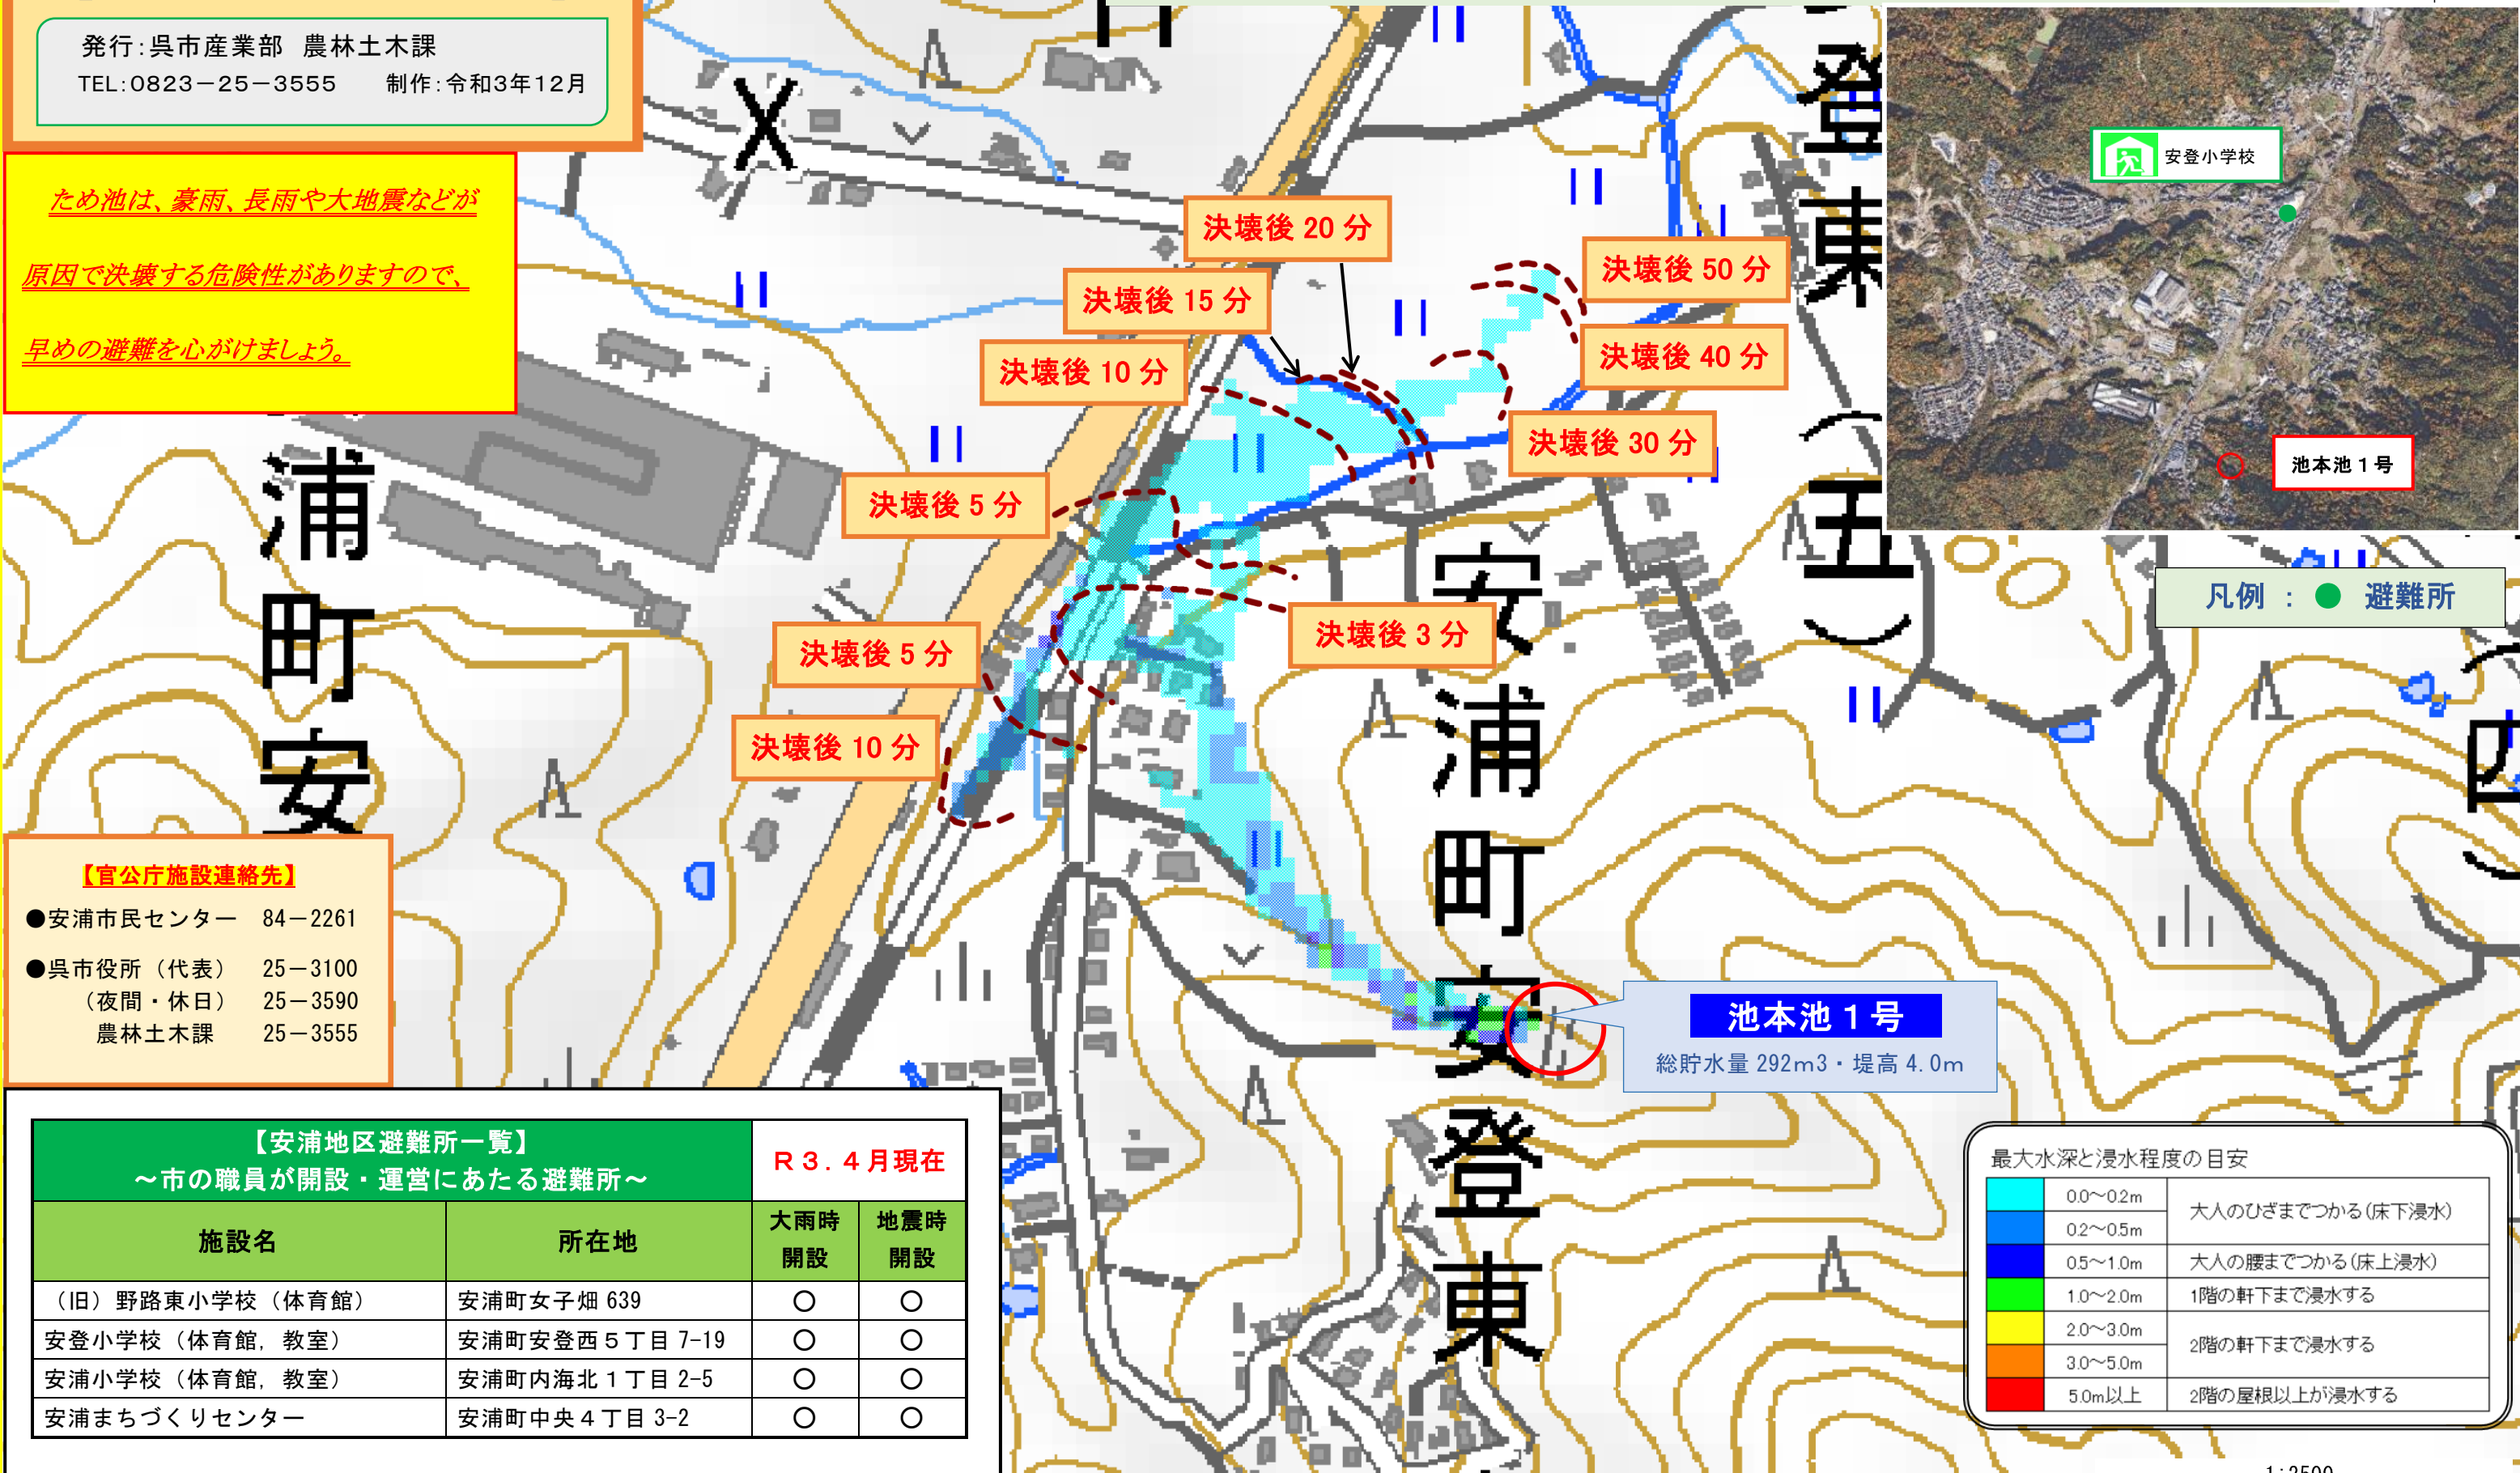 発行：呉市産業部　農林土木課
TEL：0823－25－3555　　制作：令和3年12月
ため池は、豪雨、長雨や大地震などが
原因で決壊する危険性がありますので、
早めの避難を心がけましょう。
安登小学校
池本池１号
凡例 ： ● 避難所
決壊後 20 分
決壊後 15 分
決壊後 10 分
決壊後 50 分
決壊後 40 分
決壊後 30 分
決壊後 5 分
決壊後 3 分
決壊後 5 分
決壊後 10 分
登東（五）
浦町安
安浦町安登東
四）
池本池１号
総貯水量 292m3・堤高 4.0m
【官公庁施設連絡先】
●安浦市民センター　84－2261
●呉市役所（代表）　25－3100
（夜間・休日）　25－3590
農林土木課　25－3555
【安浦地区避難所一覧】
～市の職員が開設・運営にあたる避難所～
Ｒ３．４月現在
施設名　所在地　大雨時開設　地震時開設
（旧）野路東小学校（体育館）　安浦町女子畑 639　○　○
安登小学校（体育館，教室）　安浦町安登西５丁目 7-19　○　○
安浦小学校（体育館，教室）　安浦町内海北１丁目 2-5　○　○
安浦まちづくりセンター　安浦町中央４丁目 3-2　○　○
最大水深と浸水程度の目安
0.0～0.2m
0.2～0.5m
大人のひざまでつかる（床下浸水）
0.5～1.0m　大人の腰までつかる（床上浸水）
1.0～2.0m　1階の軒下まで浸水する
2.0～3.0m
3.0～5.0m
2階の軒下まで浸水する
5.0m以上　2階の屋根以上が浸水する